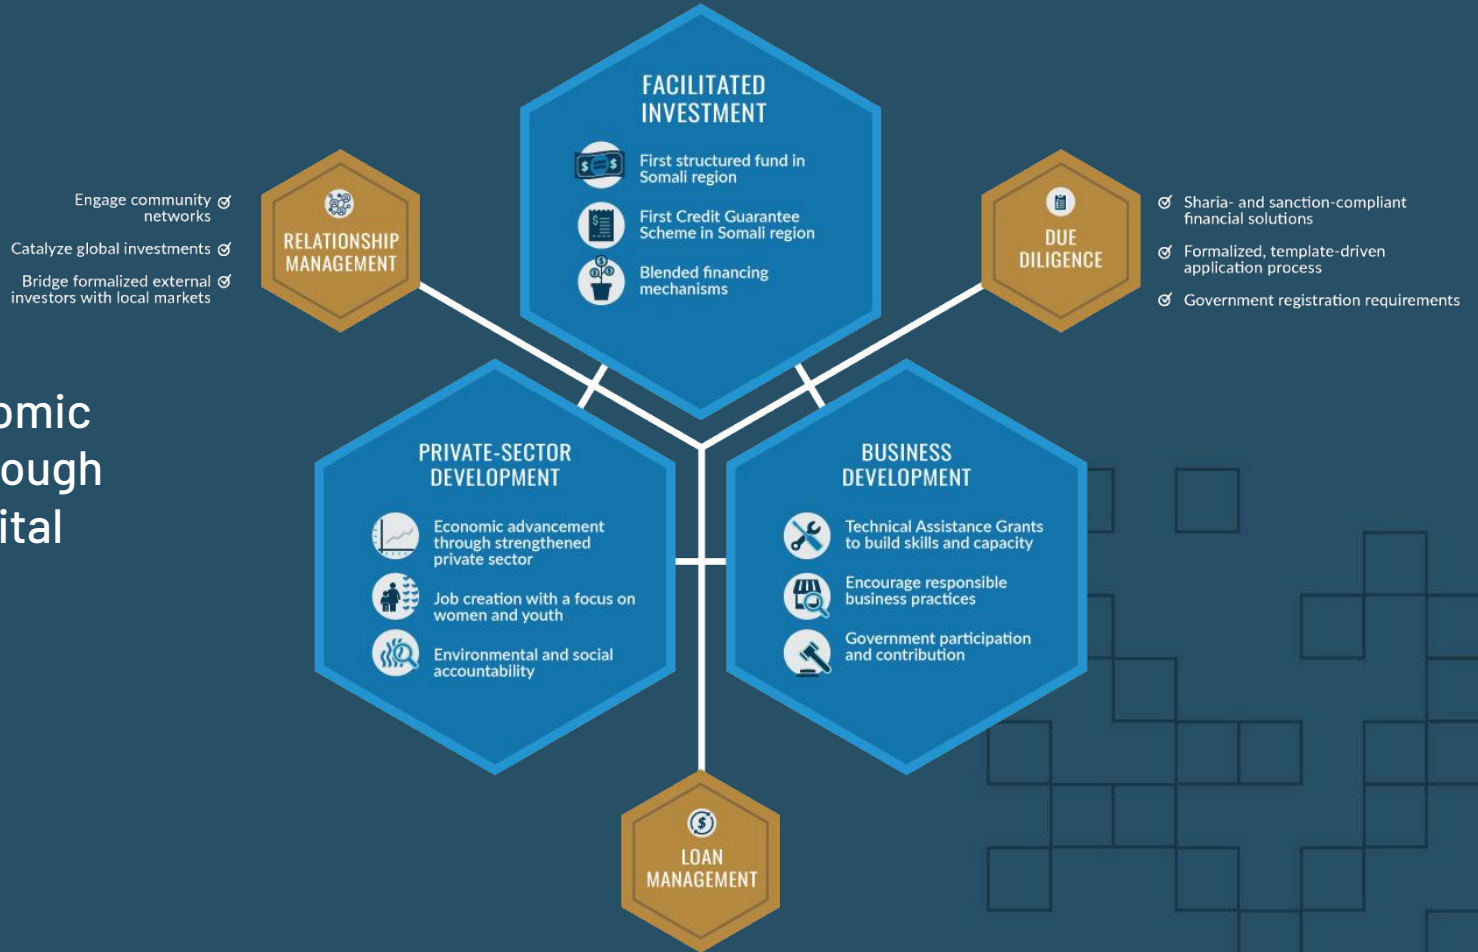 FACILITATED
INVESTMENT
First structured fund in
Somali region
First Credit Guarantee
Scheme in Somali region
Blended financing
mechanisms
Engage community
networks
Catalyze global investments
Bridge formalized external
investors with local markets
RELATIONSHIP
MANAGEMENT
DUE
DILIGENCE
Sharia- and sanction-compliant
financial solutions
Formalized, template-driven
application process
Government registration requirements
omic
ough
ital
PRIVATE-SECTOR
DEVELOPMENT
Economic advancement
through strengthened
private sector
Job creation with a focus on
women and youth
Environmental and social
accountability
BUSINESS
DEVELOPMENT
Technical Assistance Grants
to build skills and capacity
Encourage responsible
business practices
Government participation
and contribution
LOAN
MANAGEMENT